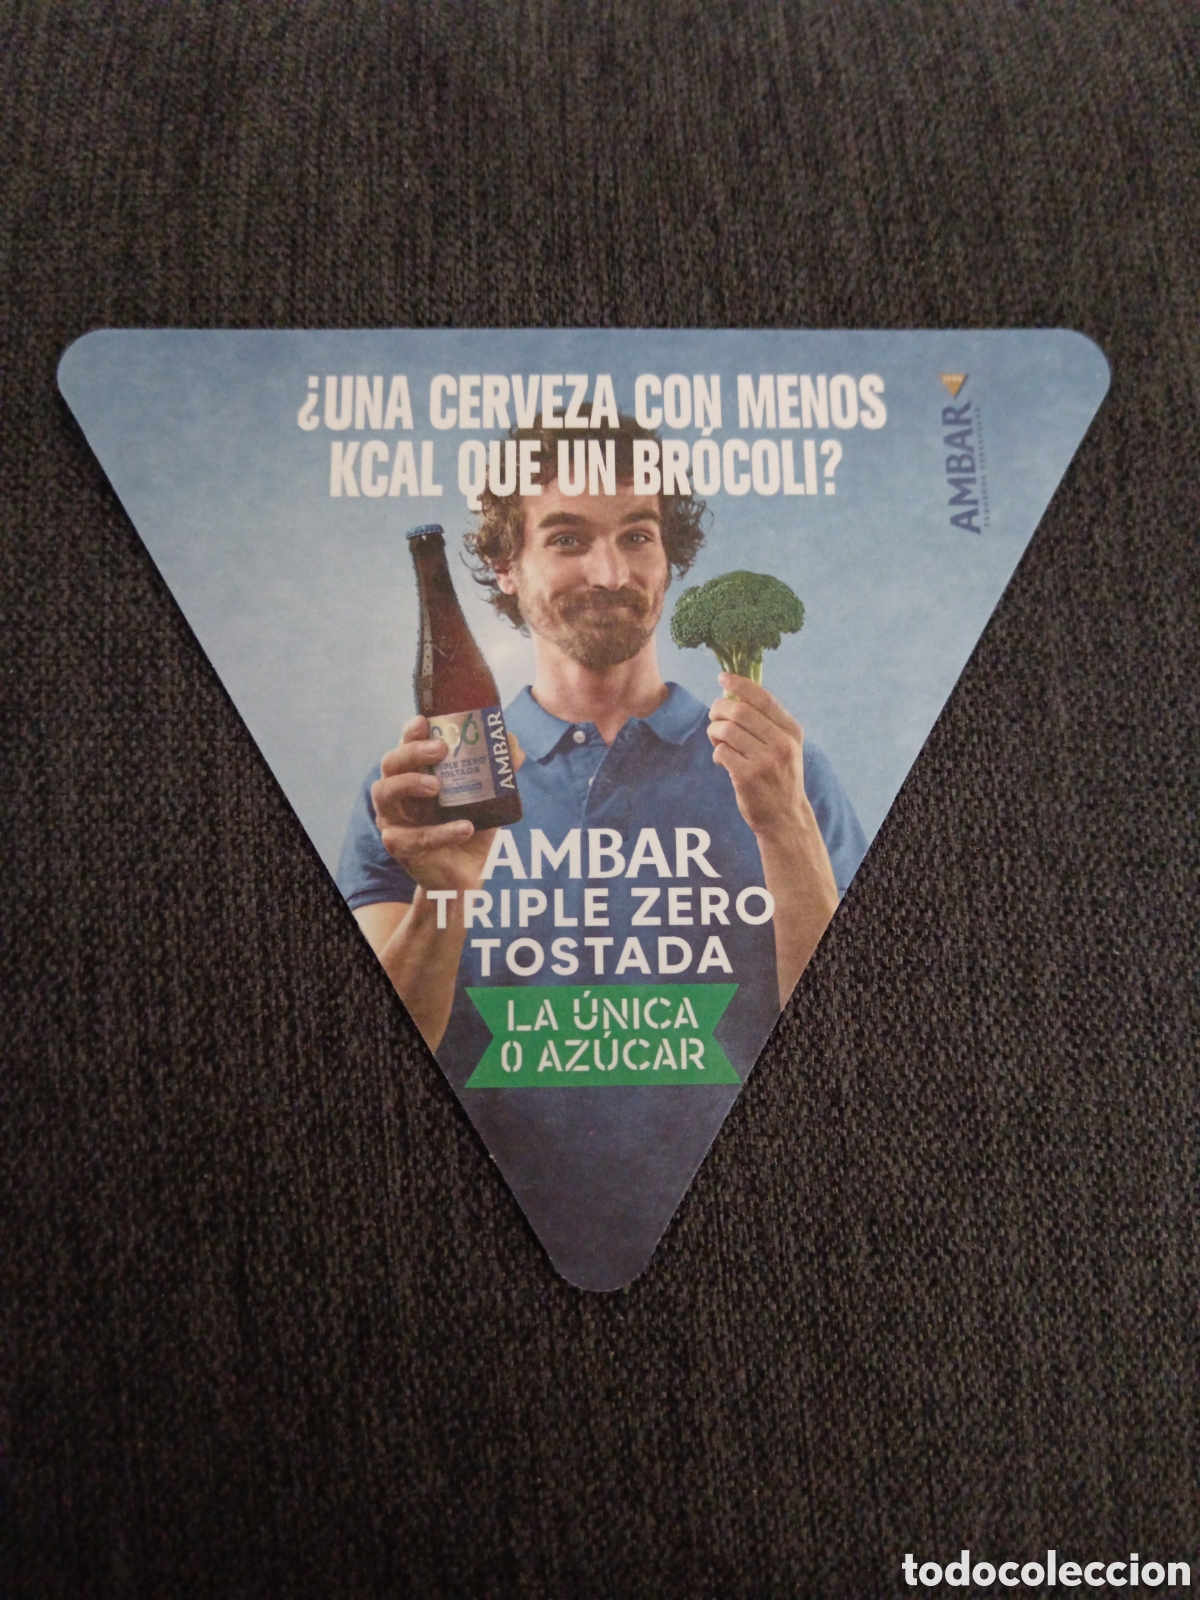 ¿UNA CERVEZA CON MENOS
KCAL QUE UN BRÓCOLI?
AMBAR
AMBAR
TRIPLE ZERO
TOSTADA
AMBAR
TRIPLE ZERO
TOSTADA
LA ÚNICA
0 AZÚCAR
todocoleccion